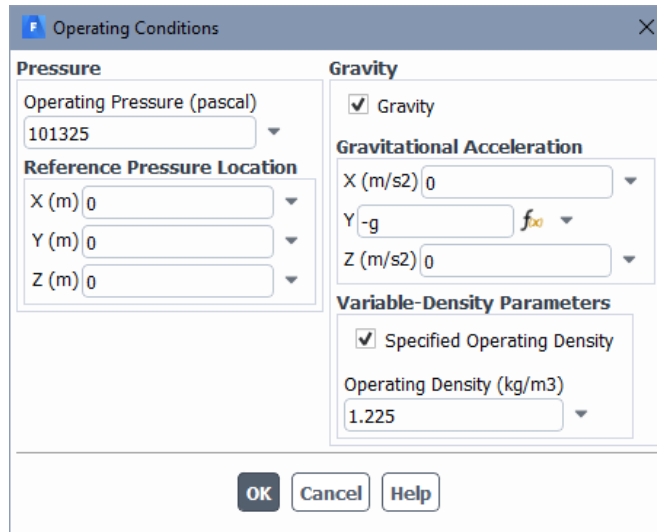 F Operating Conditions
Pressure
Operating Pressure (pascal)
101325
Reference Pressure Location
X (m) 0
Y (m) 0
Z (m) 0
Gravity
Gravity
Gravitational Acceleration
X (m/s2) 0
Y -g f(x)
Z (m/s2) 0
Variable-Density Parameters
Specified Operating Density
Operating Density (kg/m3)
1.225
OK Cancel Help